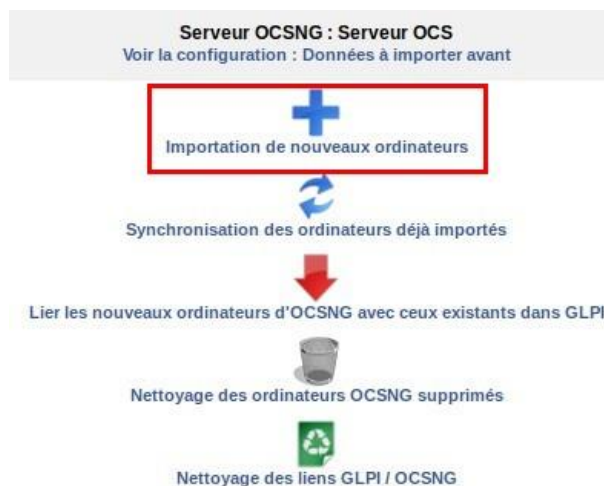 Serveur OCSNG : Serveur OCS
Voir la configuration : Données à importer avant
Importation de nouveaux ordinateurs
Synchronisation des ordinateurs déjà importés
Lier les nouveaux ordinateurs d'OCSNG avec ceux existants dans GLPI
Nettoyage des ordinateurs OCSNG supprimés
Nettoyage des liens GLPI / OCSNG